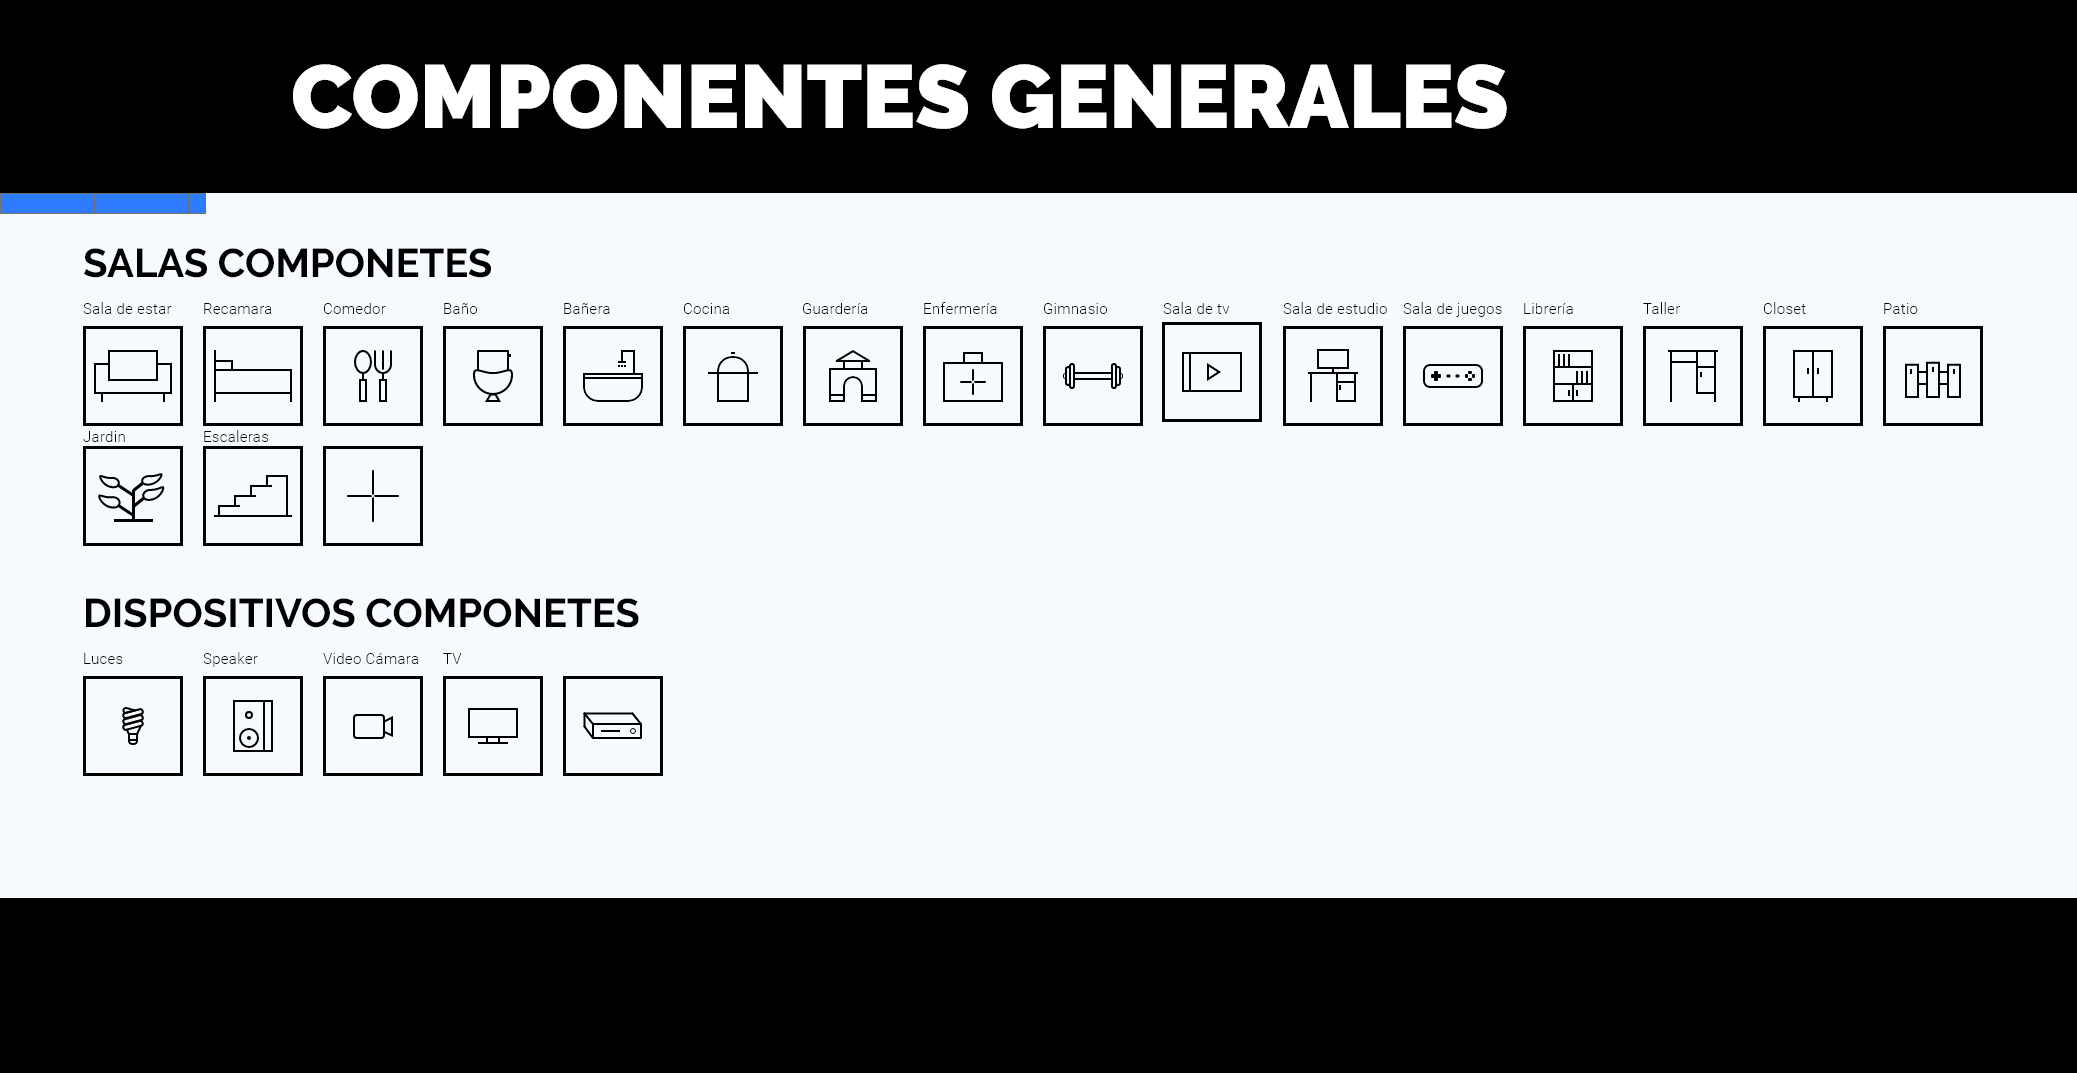 COMPONENTES GENERALES
SALAS COMPONETES
Sala de estar Recamara Comedor Baño Bañera Cocina Guardería Enfermería Gimnasio Sala de tv Sala de estudio Sala de juegos Librería Taller Closet Patio
Jardin Escaleras
DISPOSITIVOS COMPONETES
Luces Speaker Video Cámara TV